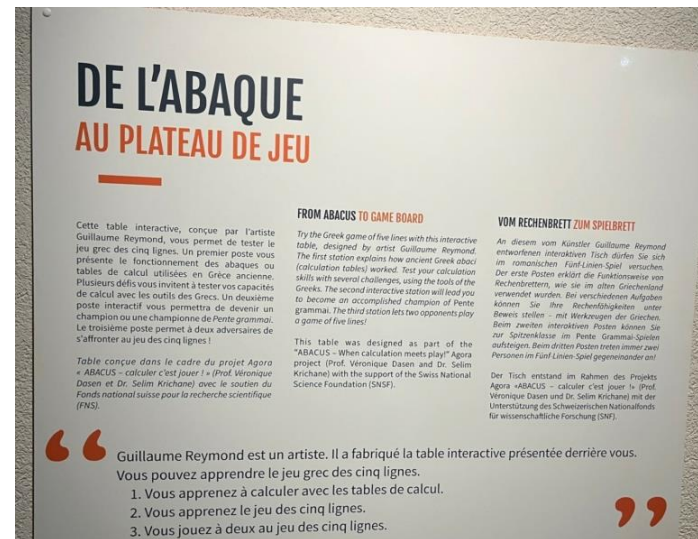 DE L'ABAQUE
AU PLATEAU DE JEU
Cette table interactive, conçue par l'artiste
Guillaume Reymond, vous permet de tester le
jeu grec des cinq lignes. Un premier poste vous
présente le fonctionnement des abaques ou
tables de calcul utilisées en Grèce ancienne.
Plusieurs défis vous invitent à tester vos capacités
de calcul avec les outils des Grecs. Un deuxième
poste interactif vous permettra de devenir un
champion ou une championne de Pente grammai.
Le troisième poste permet à deux adversaires de
s'affronter au jeu des cinq lignes !
Table conçue dans le cadre du projet Agora
« ABACUS – calculer c'est jouer ! » (Prof. Véronique
Dasen et Dr. Selim Krichane) avec le soutien du
Fonds national suisse pour la recherche scientifique
(FNS).
FROM ABACUS TO GAME BOARD
Try the Greek game of five lines with this interactive
table, designed by artist Guillaume Reymond.
The first station explains how ancient Greek abaci
(calculation tables) worked. Test your calculation
skills with several challenges, using the tools of the
Greeks. The second interactive station will lead you
to become an accomplished champion of Pente
grammai. The third station lets two opponents play
a game of five lines!
This table was designed as part of the
"ABACUS – When calculation meets play!" Agora
project (Prof. Véronique Dasen and Dr. Selim
Krichane) with the support of the Swiss National
Science Foundation (SNSF).
VOM RECHENBRETT ZUM SPIELBRETT
An diesem vom Künstler Guillaume Reymond
entworfenen interaktiven Tisch dürfen Sie sich
im romanischen Fünf-Linien-Spiel versuchen.
Der erste Posten erklärt die Funktionsweise von
Rechenbrettern, wie sie im alten Griechenland
verwendet wurden. Bei verschiedenen Aufgaben
können Sie Ihre Rechenfähigkeiten unter
Beweis stellen – mit Werkzeugen der Griechen.
Beim zweiten interaktiven Posten können Sie
zur Spitzenklasse im Pente Grammai-Spielen
aufsteigen. Beim dritten Posten treten immer zwei
Personen im Fünf-Linien-Spiel gegeneinander an!
Der Tisch entstand im Rahmen des Projekts
Agora «ABACUS – calculer c'est jouer !» (Prof.
Véronique Dasen und Dr. Selim Krichane) mit der
Unterstützung des Schweizerischen Nationalfonds
für wissenschaftliche Forschung (SNF).
“ Guillaume Reymond est un artiste. Il a fabriqué la table interactive présentée derrière vous.
Vous pouvez apprendre le jeu grec des cinq lignes.
1. Vous apprenez à calculer avec les tables de calcul.
2. Vous apprenez le jeu des cinq lignes.
3. Vous jouez à deux au jeu des cinq lignes. ”